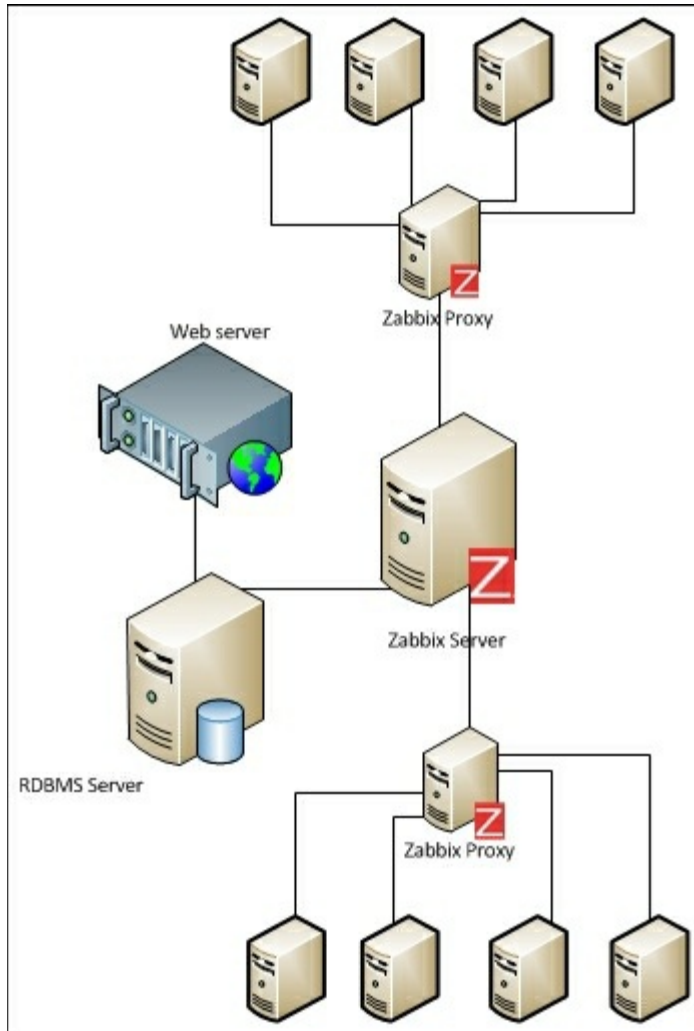 Z
Zabbix Proxy
Web server
Z
Zabbix Server
RDBMS Server
Z
Zabbix Proxy